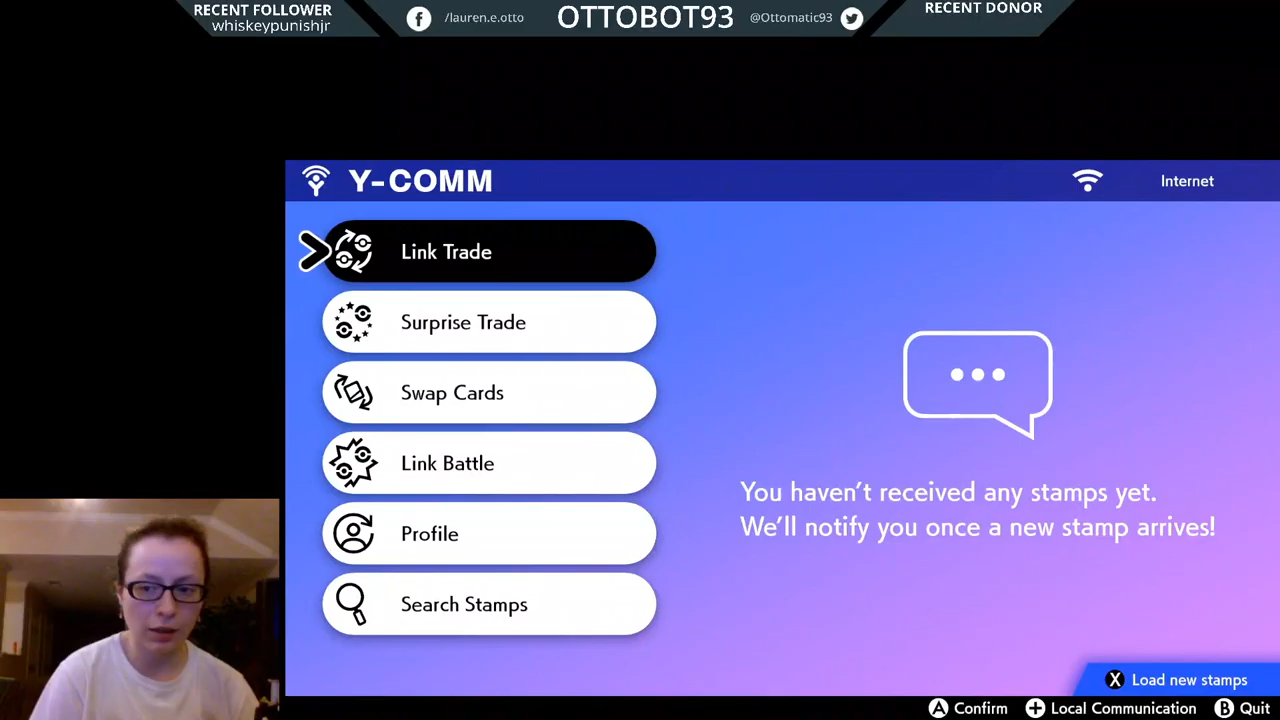 RECENT FOLLOWER
whiskeypunishjr
/lauren.e.otto
OTTOBOT93
@Ottomatic93
RECENT DONOR
Y-COMM
Internet
Link Trade
Surprise Trade
Swap Cards
Link Battle
Profile
Search Stamps
You haven't received any stamps yet.
We'll notify you once a new stamp arrives!
X Load new stamps
A Confirm + Local Communication B Quit